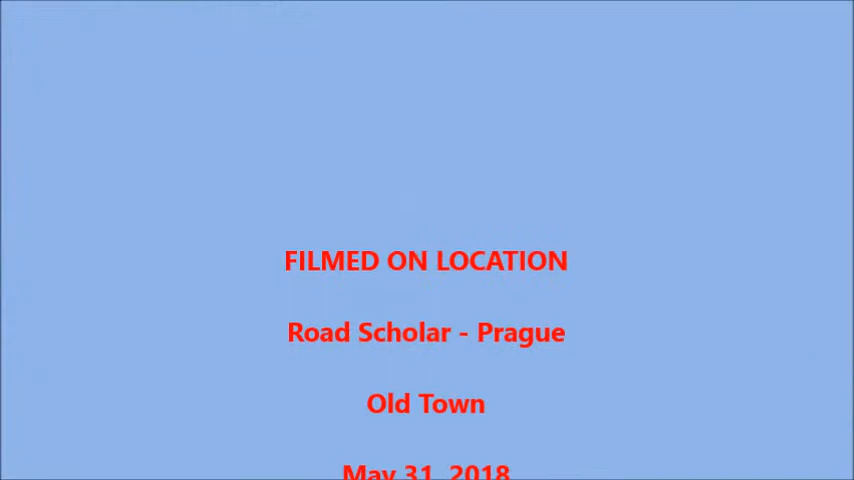 FILMED ON LOCATION
Road Scholar - Prague
Old Town
May 31, 2018